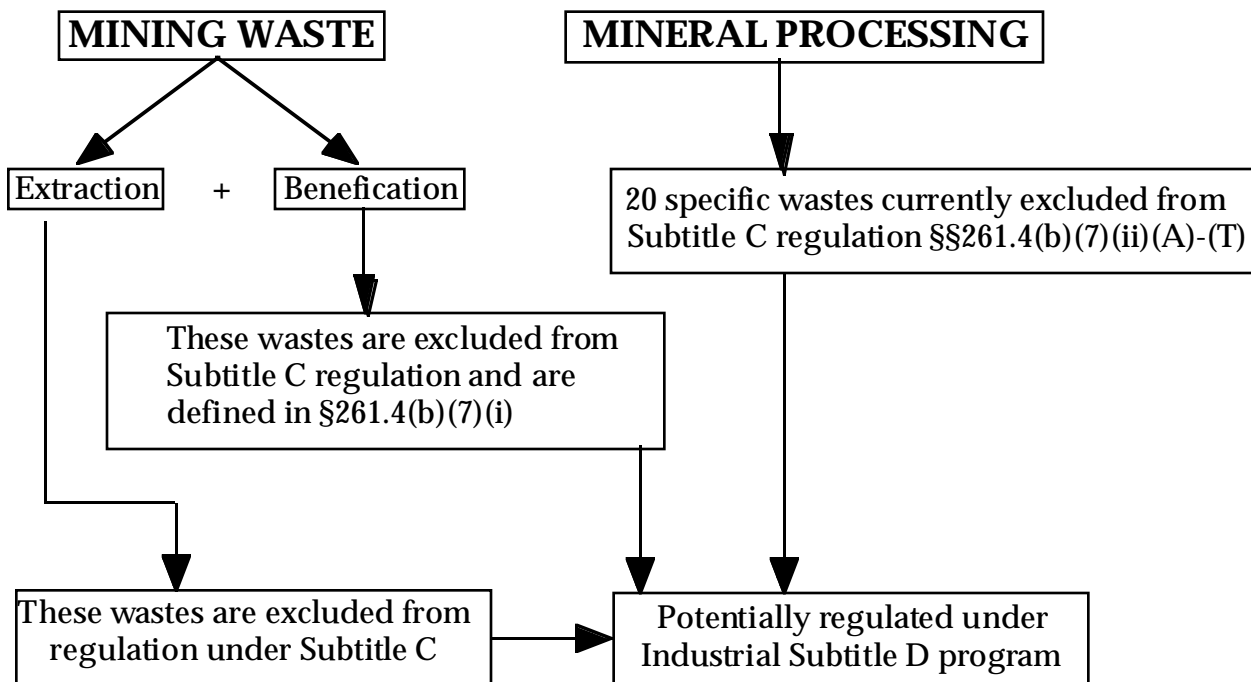 MINING WASTE
MINERAL PROCESSING
Extraction
+
Benefication
20 specific wastes currently excluded from
Subtitle C regulation §§261.4(b)(7)(ii)(A)-(T)
These wastes are excluded from
Subtitle C regulation and are
defined in §261.4(b)(7)(i)
These wastes are excluded from
regulation under Subtitle C
Potentially regulated under
Industrial Subtitle D program